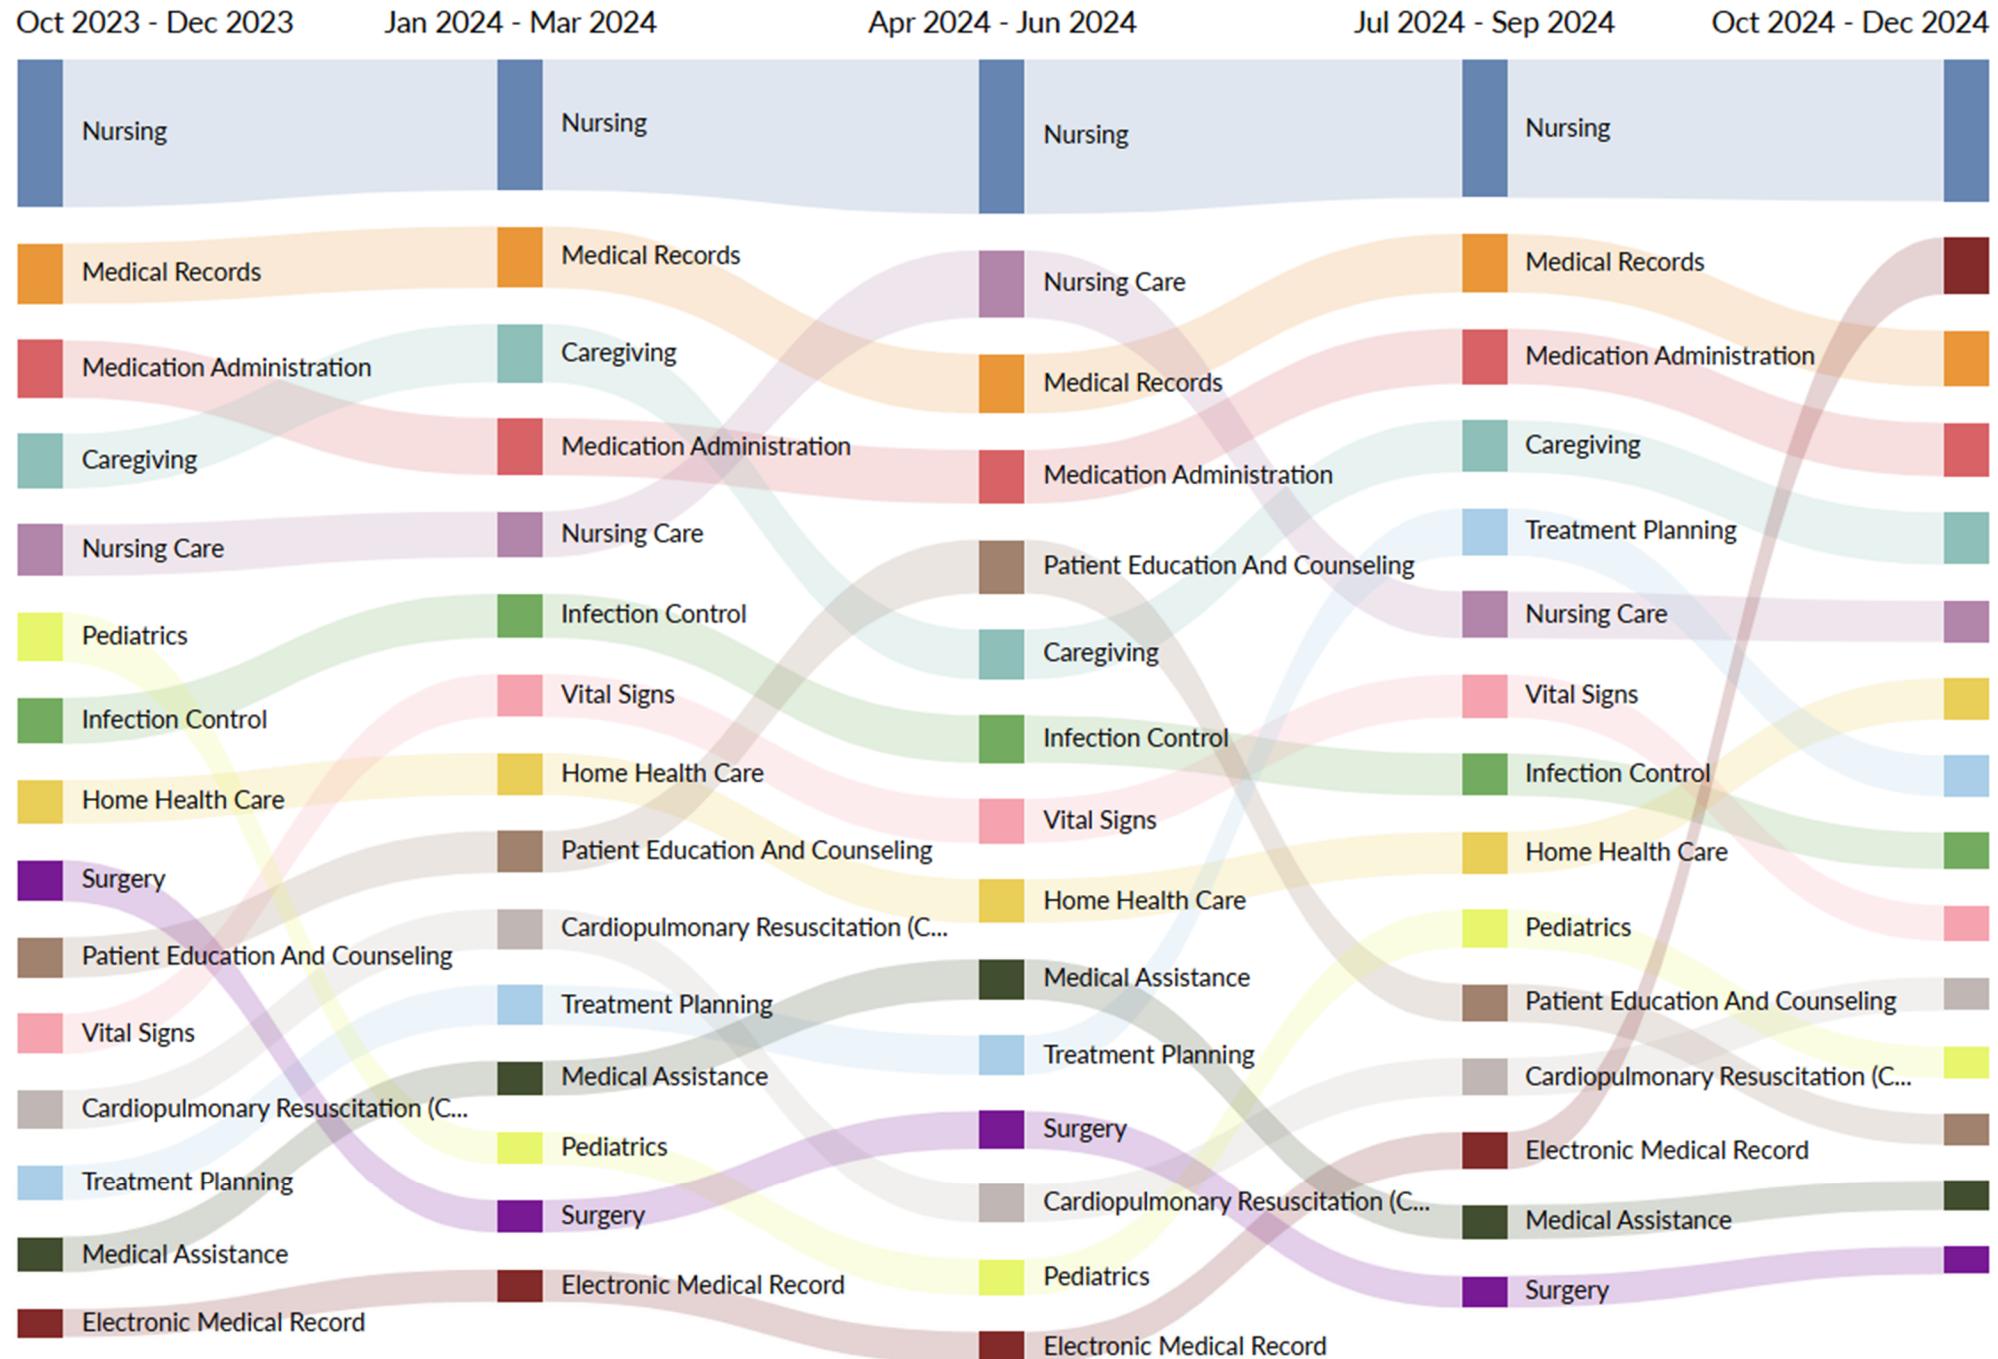 Oct 2023 - Dec 2023
Jan 2024 - Mar 2024
Apr 2024 - Jun 2024
Jul 2024 - Sep 2024
Oct 2024 - Dec 2024
Nursing
Medical Records
Medication Administration
Caregiving
Nursing Care
Pediatrics
Infection Control
Home Health Care
Surgery
Patient Education And Counseling
Vital Signs
Cardiopulmonary Resuscitation (C...
Treatment Planning
Medical Assistance
Electronic Medical Record
Nursing
Medical Records
Caregiving
Medication Administration
Nursing Care
Infection Control
Vital Signs
Home Health Care
Patient Education And Counseling
Cardiopulmonary Resuscitation (C...
Treatment Planning
Medical Assistance
Pediatrics
Surgery
Electronic Medical Record
Nursing
Nursing Care
Medical Records
Medication Administration
Patient Education And Counseling
Caregiving
Infection Control
Vital Signs
Home Health Care
Medical Assistance
Treatment Planning
Surgery
Cardiopulmonary Resuscitation (C...
Pediatrics
Electronic Medical Record
Nursing
Medical Records
Medication Administration
Caregiving
Treatment Planning
Nursing Care
Vital Signs
Infection Control
Home Health Care
Pediatrics
Patient Education And Counseling
Cardiopulmonary Resuscitation (C...
Electronic Medical Record
Medical Assistance
Surgery